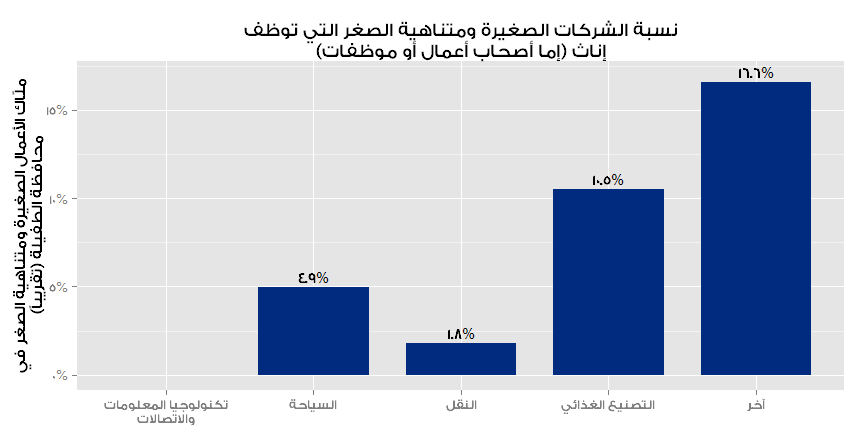 نسبة الشركات الصغيرة ومتناهية الصغر التي توظف
إناث (إما أصحاب أعمال أو موظفات)
ملّاك الأعمال الصغيرة ومتناهية الصغر في
محافظة الطفيلة (تقريباً)
١٥%
١٠%
٥%
٠%
٤.٩%
١.٨%
١٠.٥%
١٦.٦%
تكنولوجيا المعلومات
والاتصالات
السياحة
النقل
التصنيع الغذائي
آخر